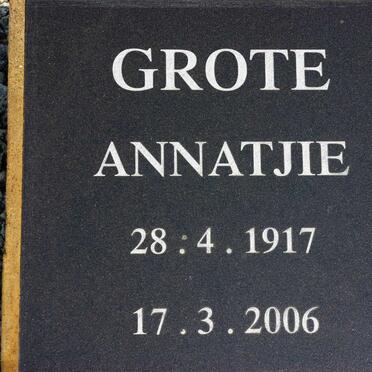 GROTE
ANNATJIE
28 . 4 . 1917
17 . 3 . 2006